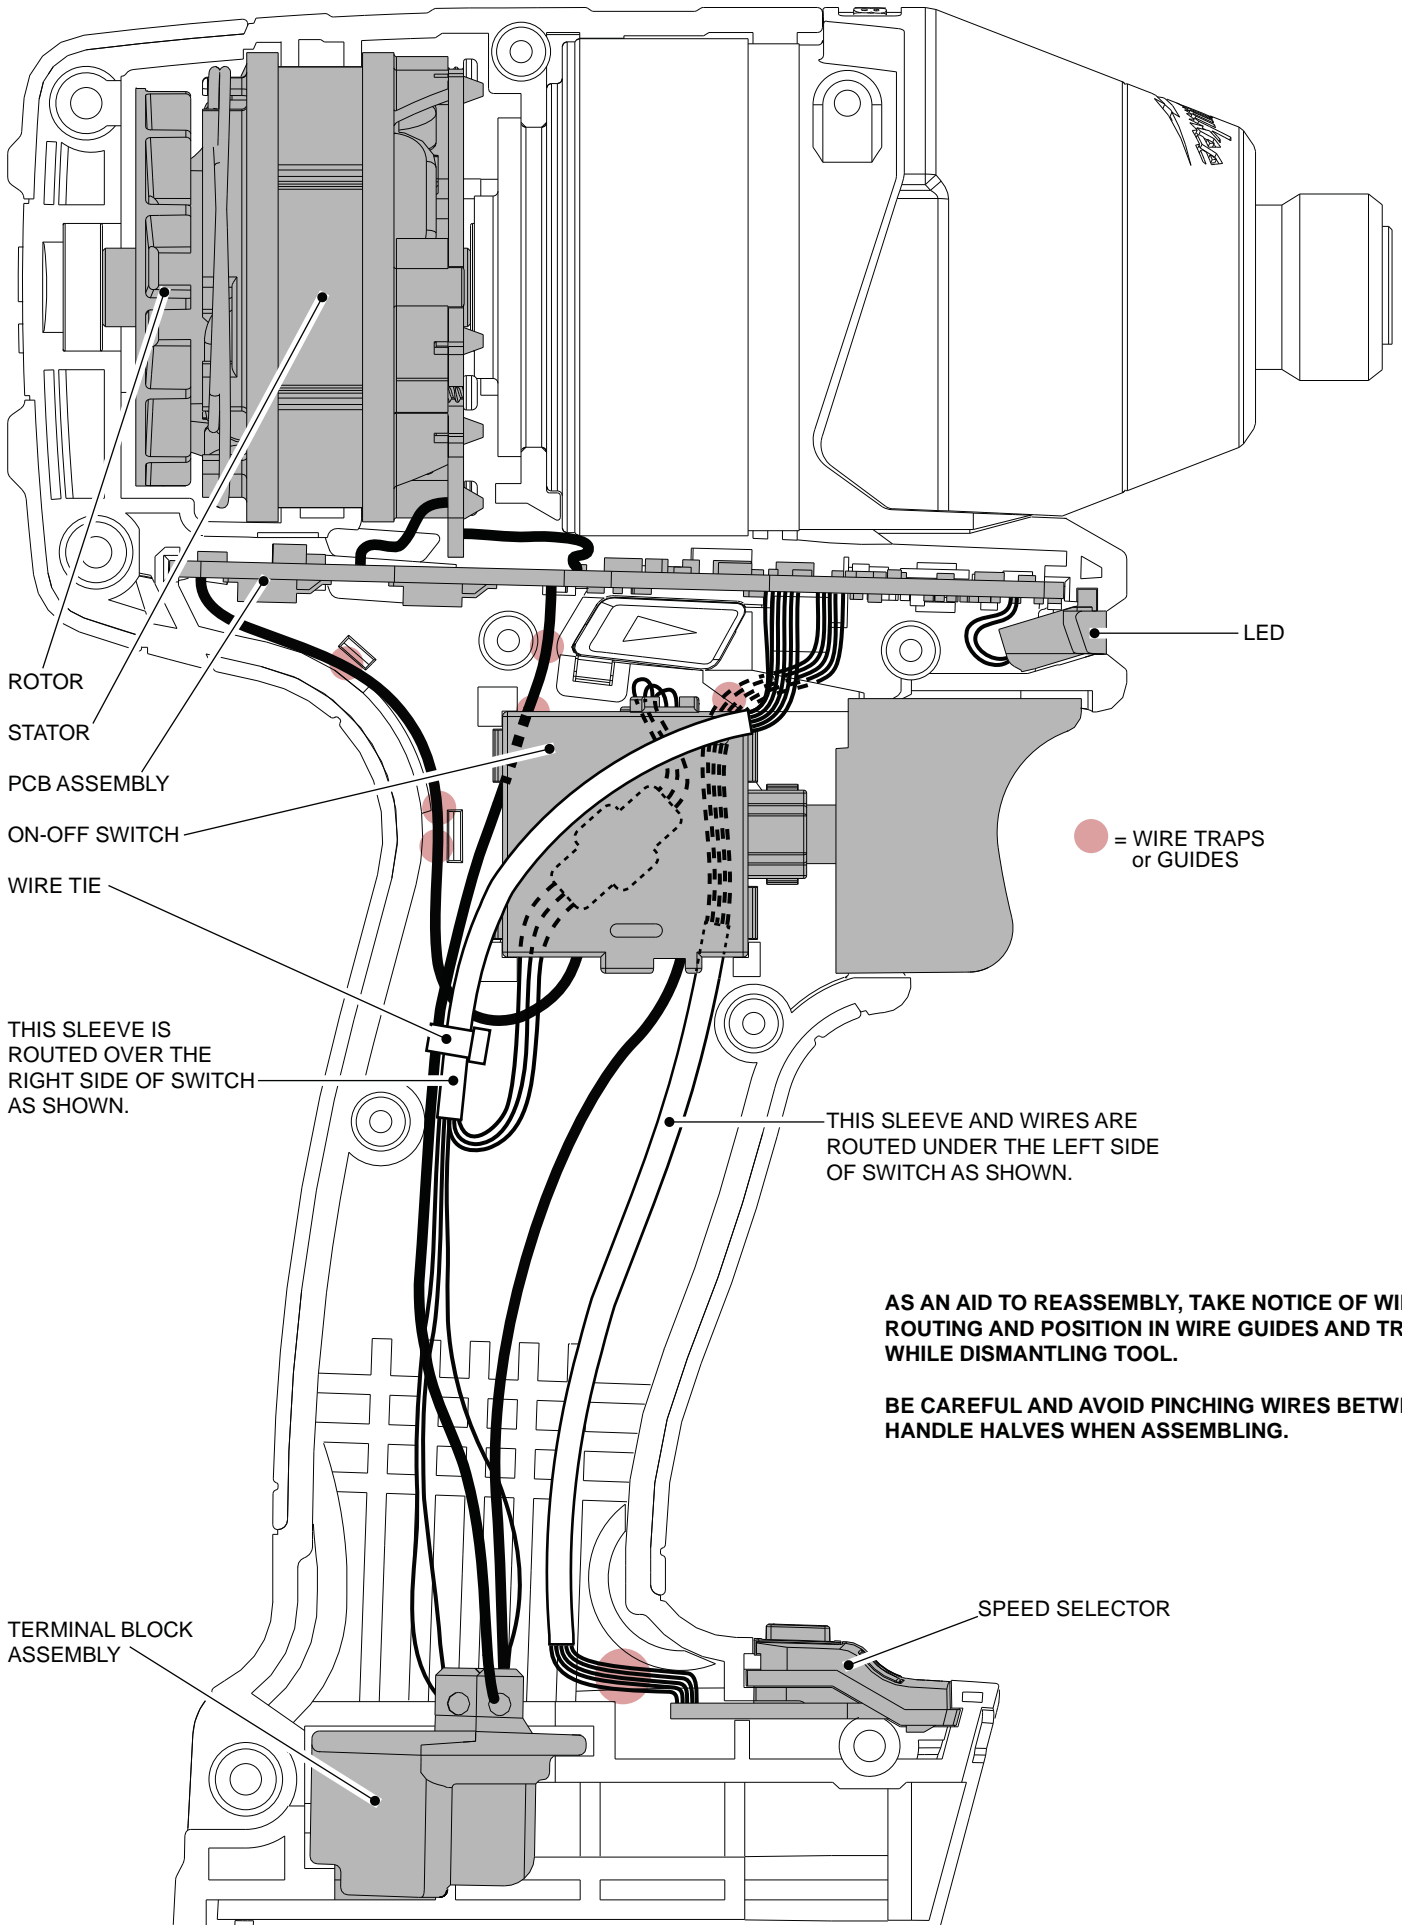 LED
ROTOR
STATOR
PCB ASSEMBLY
ON-OFF SWITCH
WIRE TIE
= WIRE TRAPS
or GUIDES
THIS SLEEVE IS
ROUTED OVER THE
RIGHT SIDE OF SWITCH
AS SHOWN.
THIS SLEEVE AND WIRES ARE
ROUTED UNDER THE LEFT SIDE
OF SWITCH AS SHOWN.
AS AN AID TO REASSEMBLY, TAKE NOTICE OF
ROUTING AND POSITION IN WIRE GUIDES AND
WHILE DISMANTLING TOOL.
BE CAREFUL AND AVOID PINCHING WIRES
HANDLE HALVES WHEN ASSEMBLING.
SPEED SELECTOR
TERMINAL BLOCK
ASSEMBLY